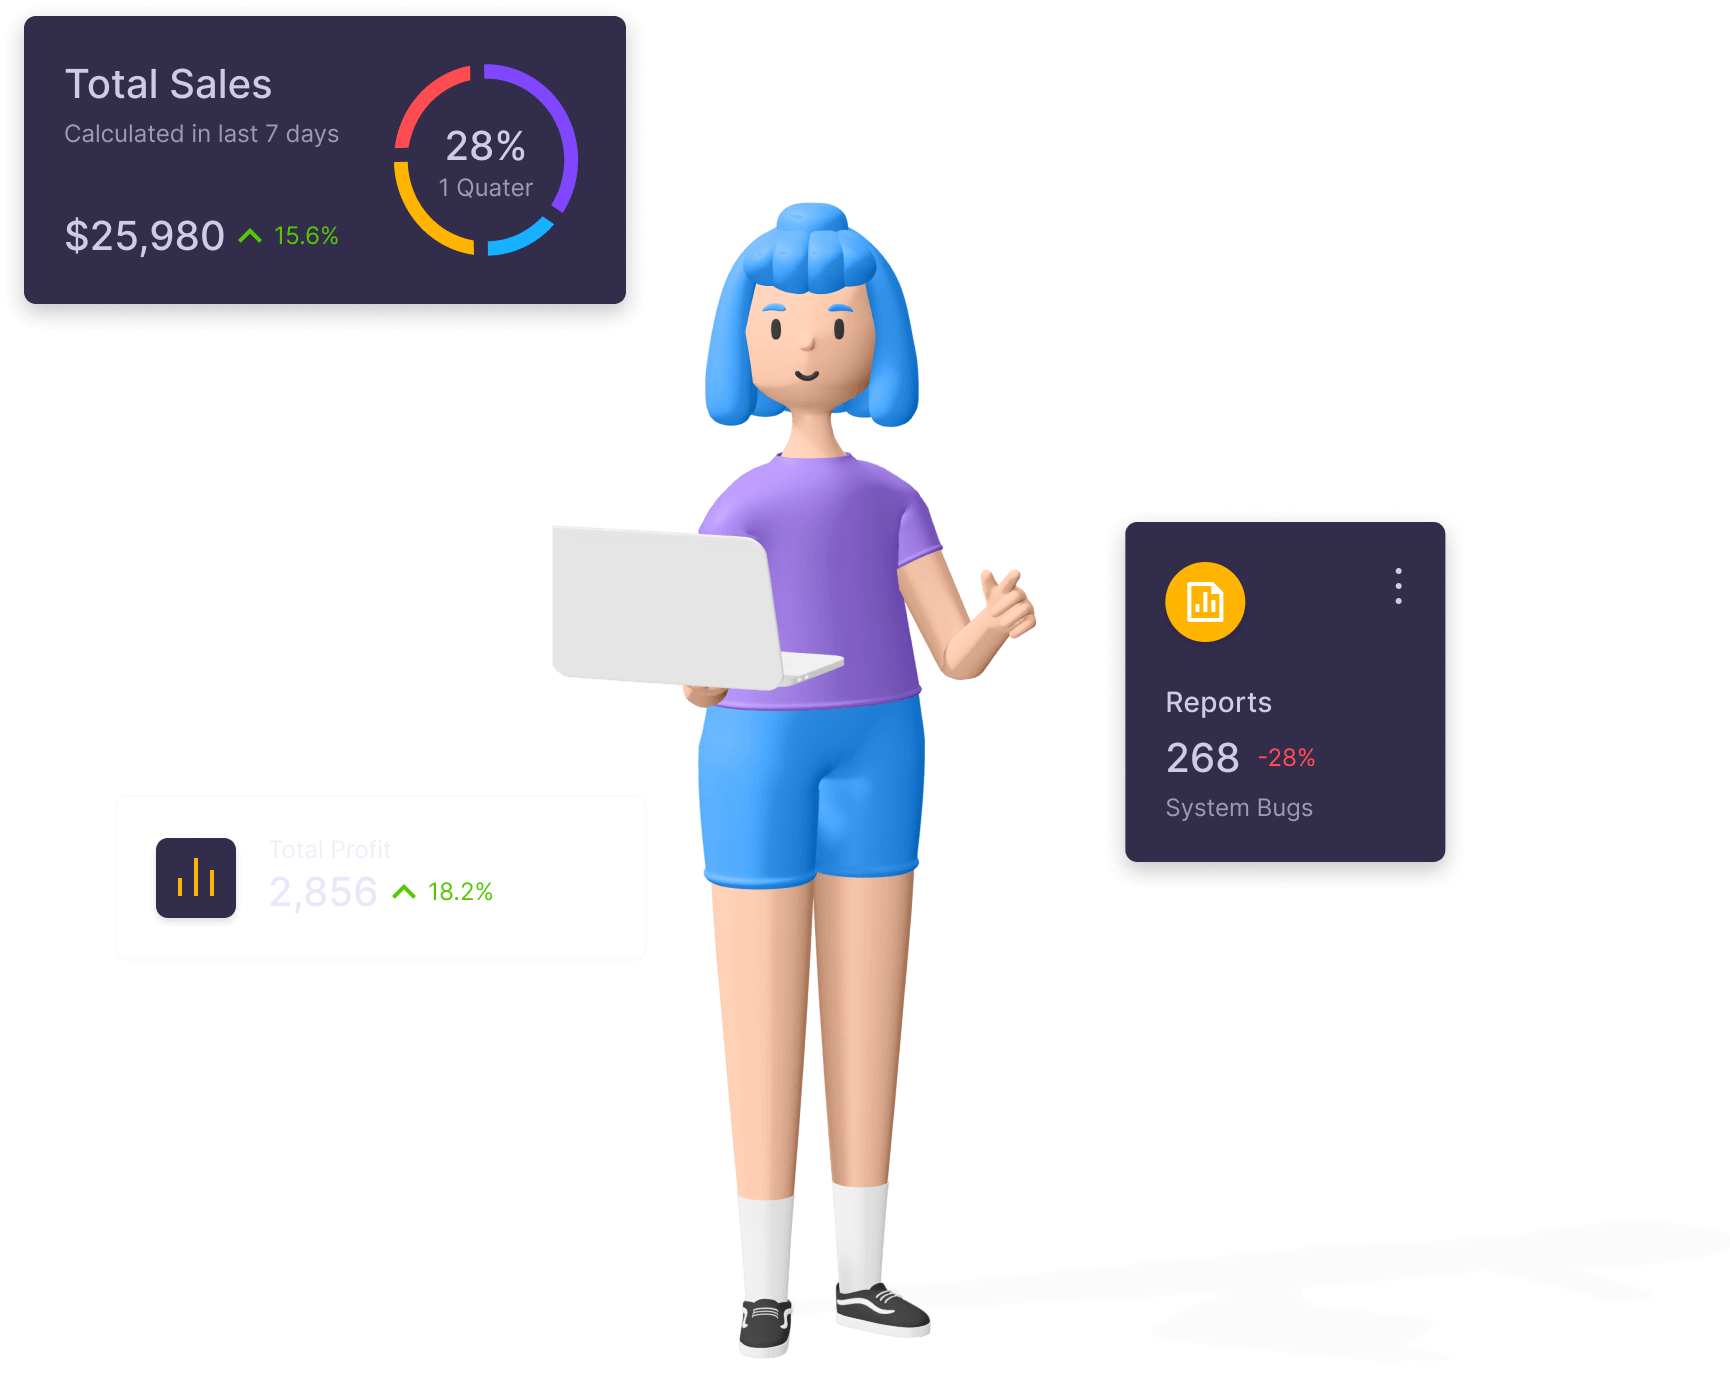 Total Sales
Calculated in last 7 days
$25,980 15.6%
28%
1 Quater
Reports
268 -28%
System Bugs
Total Profit
2,856 18.2%